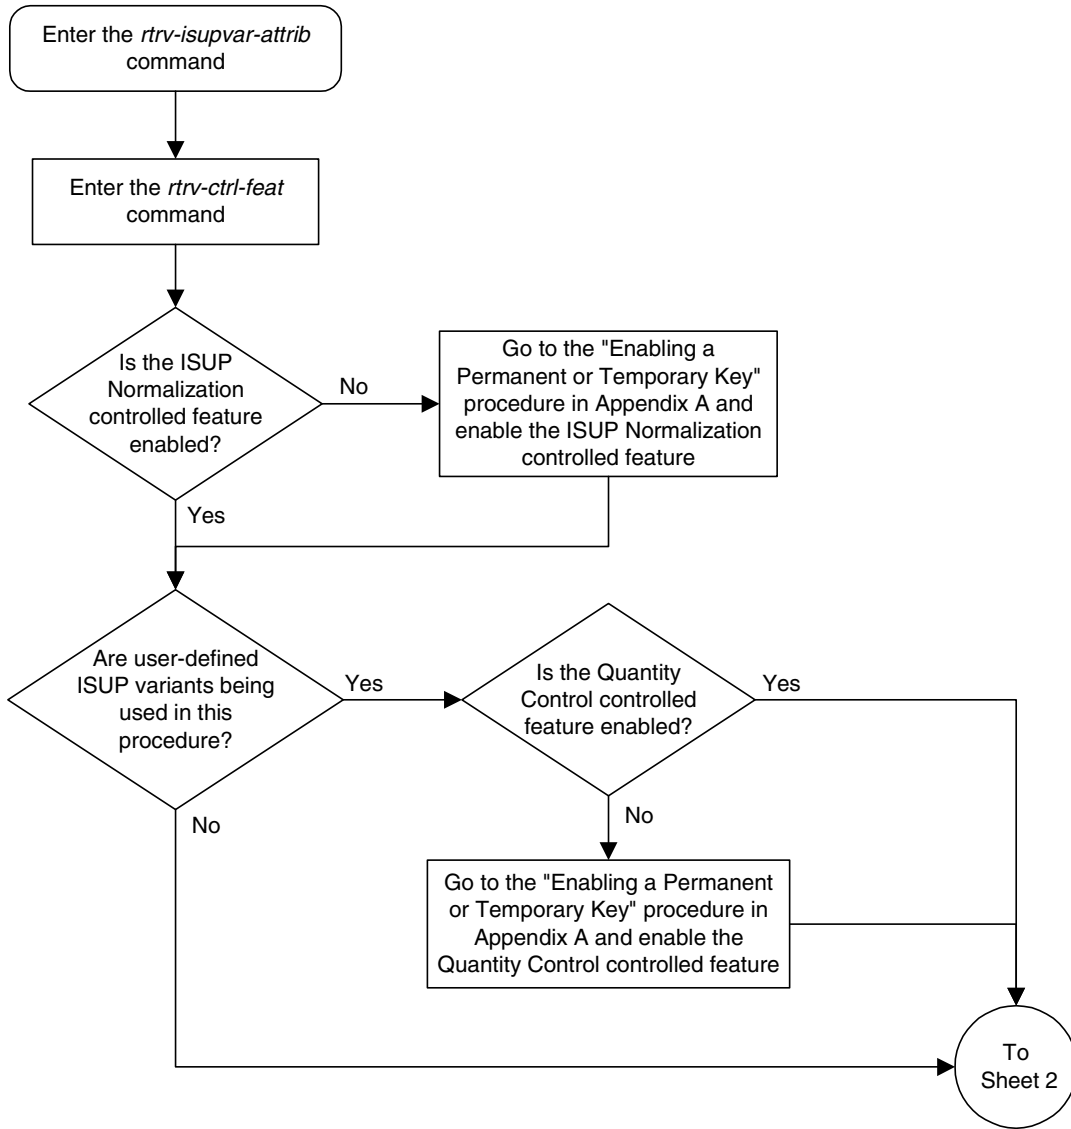 Enter the rtrv-isupvar-attrib
command
Enter the rtrv-ctrl-feat
command
Is the ISUP
Normalization
controlled feature
enabled?
No
Go to the "Enabling a
Permanent or Temporary Key"
procedure in Appendix A and
enable the ISUP Normalization
controlled feature
Yes
Are user-defined
ISUP variants being
used in this
procedure?
Yes
Is the Quantity
Control controlled
feature enabled?
Yes
No
No
Go to the "Enabling a Permanent
or Temporary Key" procedure in
Appendix A and enable the
Quantity Control controlled feature
To
Sheet 2